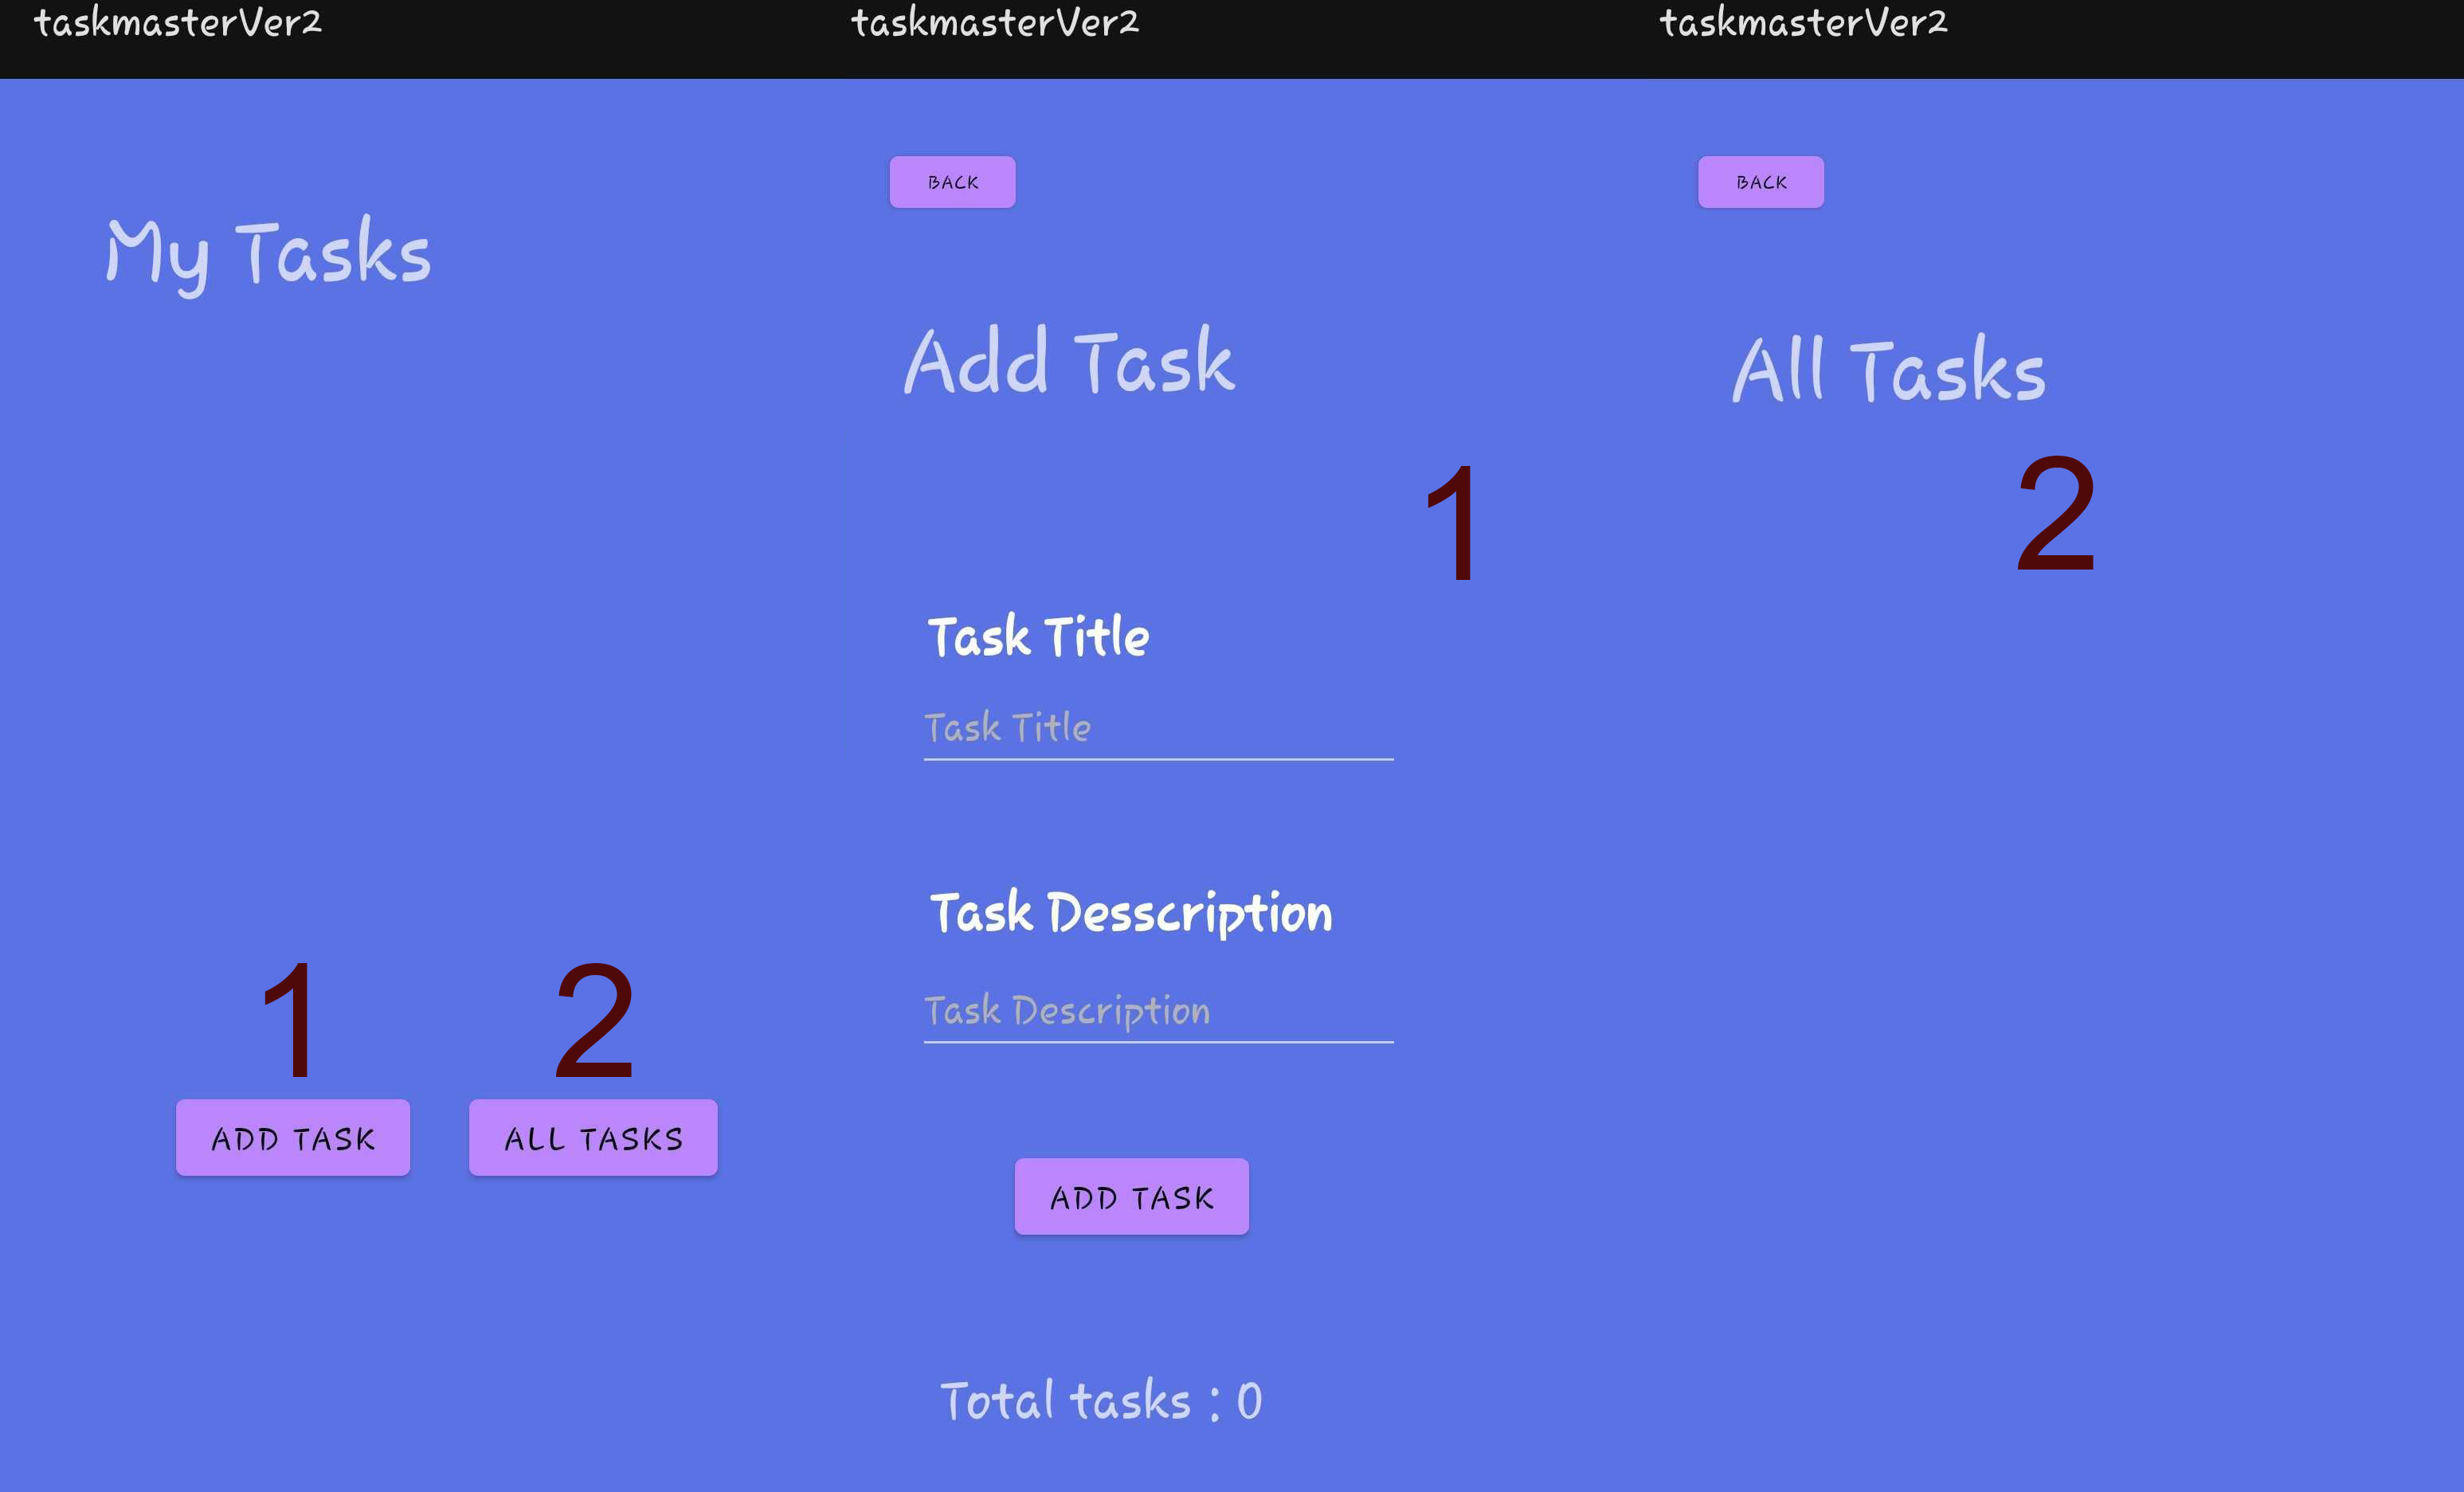 taskmasterVer2
My Tasks
1 2
ADD TASK ALL TASKS
taskmasterVer2
BACK
Add Task
1
Task Title
Task Title
Task Desscription
Task Description
ADD TASK
Total tasks : 0
taskmasterVer2
BACK
All Tasks
2